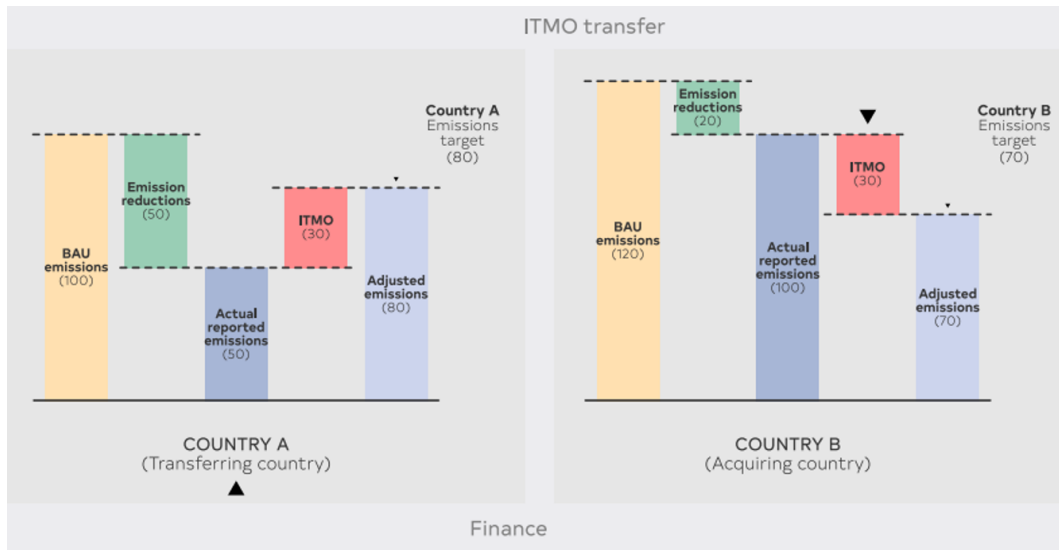 ITMO transfer
Country A
Emissions
target
(80)
Emission
reductions
(50)
ITMO
(30)
BAU
emissions
(100)
Adjusted
emissions
(80)
Actual
reported
emissions
(50)
COUNTRY A
(Transferring country)
Emission
reductions
(20)
Country B
Emissions
target
(70)
ITMO
(30)
BAU
emissions
(120)
Actual
reported
emissions
(100)
Adjusted
emissions
(70)
COUNTRY B
(Acquiring country)
Finance